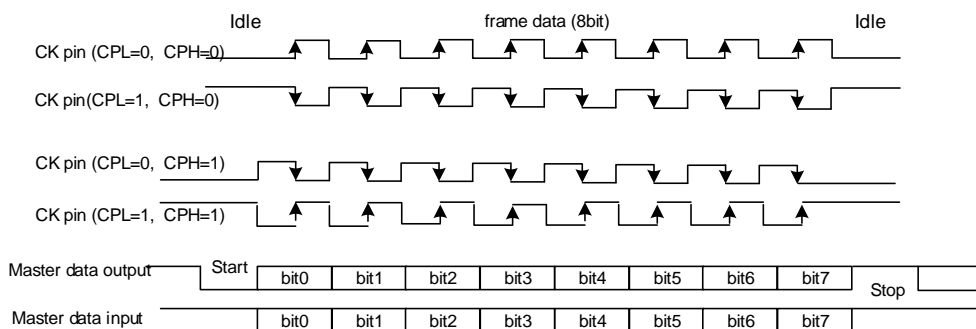 Idle frame data (8bit) Idle
CK pin (CPL=0, CPH=0)
CK pin(CPL=1, CPH=0)
CK pin (CPL=0, CPH=1)
CK pin (CPL=1, CPH=1)
Master data output Start bit0 bit1 bit2 bit3 bit4 bit5 bit6 bit7 Stop
Master data input bit0 bit1 bit2 bit3 bit4 bit5 bit6 bit7